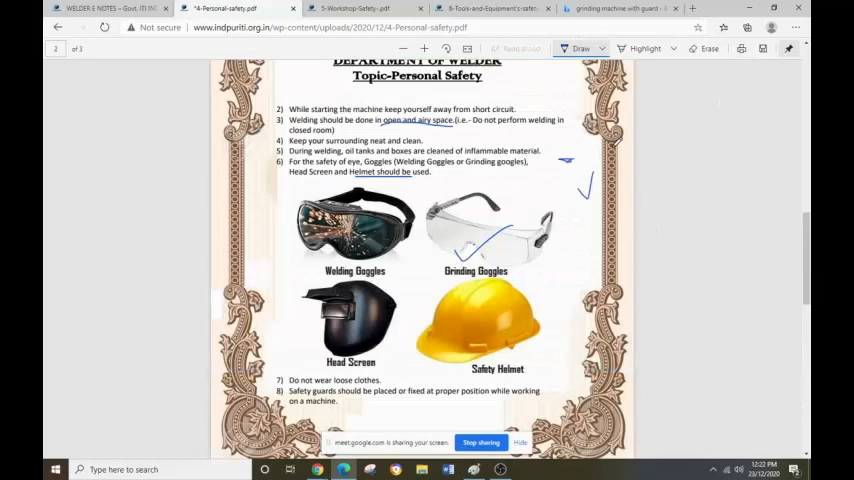 WELDER E NOTES – Govt. ITI IND
*4-Personal-safety.pdf
5-Workshop-Safety-.pdf
6-Tools-and-Equipment's-safety.
grinding machine with guard - B
Not secure
www.indpuriti.org.in/wp-content/uploads/2020/12/4-Personal-safety.pdf
2
of 3
Read aloud
Draw
Highlight
Erase
DEPARTMENT OF WELDER
Topic-Personal Safety
2) While starting the machine keep yourself away from short circuit.
3) Welding should be done in open and airy space.(i.e.- Do not perform welding in
closed room)
4) Keep your surrounding neat and clean.
5) During welding, oil tanks and boxes are cleaned of inflammable material.
6) For the safety of eye, Goggles (Welding Goggles or Grinding googles),
Head Screen and Helmet should be used.
Welding Goggles
Grinding Goggles
Head Screen
Safety Helmet
7) Do not wear loose clothes.
8) Safety guards should be placed or fixed at proper position while working
on a machine.
meet.google.com is sharing your screen.
Stop sharing
Hide
Type here to search
12:22 PM
23/12/2020